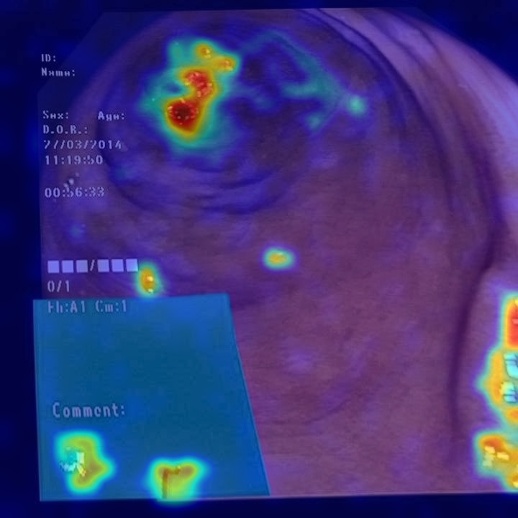 ID:
Name:
Sex: Age:
D.O.B.:
27/03/2014
11:19:50
00:56:33
■■■/■■■
0/1
Eh:A1 Cm:1
Comment: